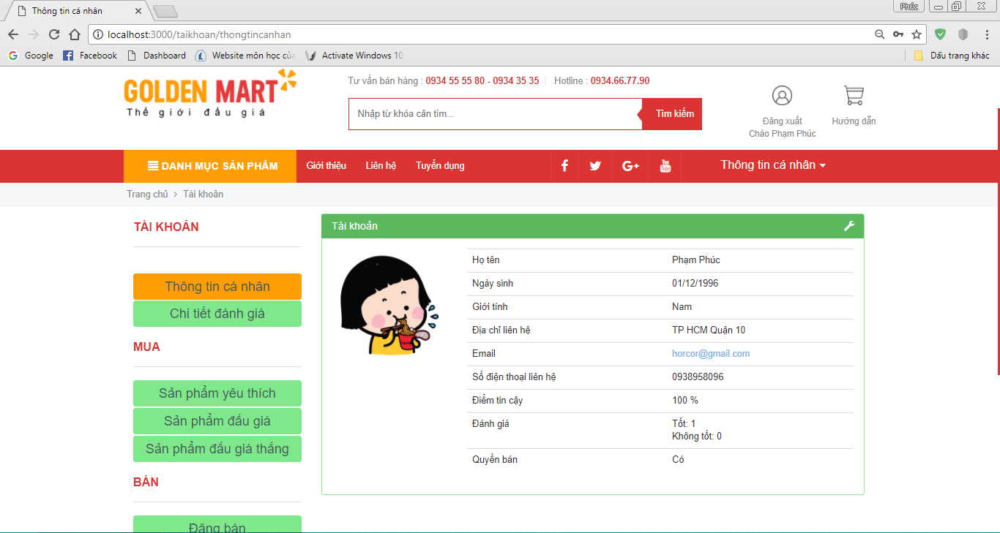 Thông tin cá nhân
Phúc
localhost:3000/taikhoan/thongtincanhan
Google
Facebook
Dashboard
Website môn học củ
Activate Windows 10
Dấu trang khác
GOLDEN MART
Thế giới đấu giá
Tư vấn bán hàng : 0934 55 55 80 - 0934 35 35
Hotline : 0934.66.77.90
Nhập từ khóa cần tìm...
Tìm kiếm
Đăng xuất
Chào Phạm Phúc
Hướng dẫn
DANH MỤC SẢN PHẨM
Giới thiệu
Liên hệ
Tuyển dụng
You Tube
Thông tin cá nhân
Trang chủ > Tài khoản
TÀI KHOẢN
Thông tin cá nhân
Chi tiết đánh giá
MUA
Sản phẩm yêu thích
Sản phẩm đấu giá
Sản phẩm đấu giá thắng
BÁN
Đăng bán
Tài khoản
Họ tên Phạm Phúc
Ngày sinh 01/12/1996
Giới tính Nam
Địa chỉ liên hệ TP HCM Quận 10
Email horcor@gmail.com
Số điện thoại liên hệ 0938958096
Điểm tin cậy 100 %
Đánh giá Tốt: 1
Không tốt: 0
Quyền bán Có